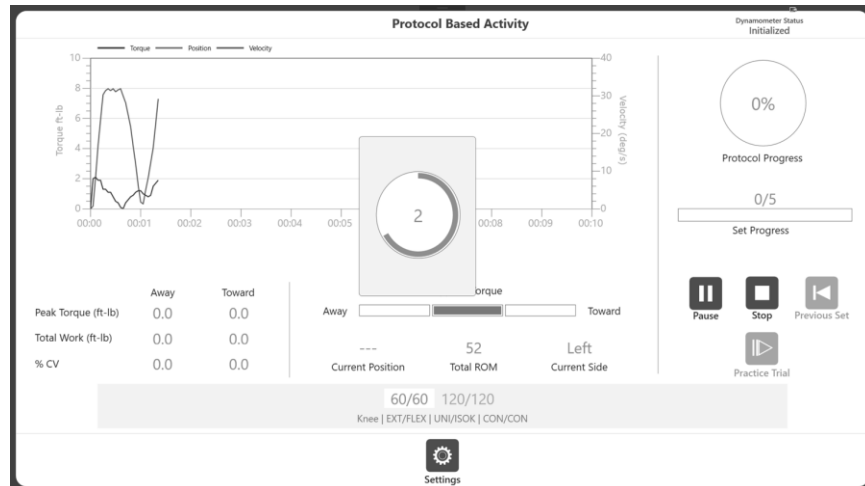 Protocol Based Activity
Dynamometer Status
Initialized
Torque Position Velocity
10
8
6
4
2
0
Torque ft-lb
40
30
20
10
0
Velocity (deg/s)
00:00 00:01 00:02 00:03 00:04 00:05 00:08 00:09 00:10
2
0%
Protocol Progress
0/5
Set Progress
Pause Stop Previous Set
Practice Trial
Away Toward
Peak Torque (ft-lb) 0.0 0.0
Total Work (ft-lb) 0.0 0.0
% CV 0.0 0.0
Away Toward
--- 52 Left
Current Position Total ROM Current Side
60/60 120/120
Knee | EXT/FLEX | UNI/ISOK | CON/CON
Settings